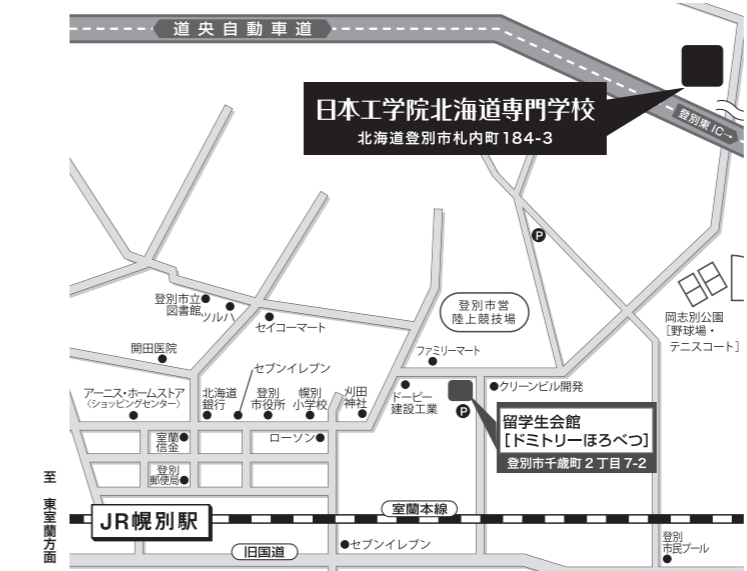 道央自動車道
日本工学院北海道専門学校
北海道登別市札内町184-3
登別東IC→
P
登別市立
図書館
ツルハ
セイコーマート
登別市営
陸上競技場
岡志別公園
[野球場・
テニスコート]
開田医院
セブンイレブン
ファミリーマート
アーニス・ホームストア
〈ショッピングセンター〉
北海道
銀行
登別
市役所
幌別
小学校
刈田
神社
ドーピー
建設工業
クリーンビル開発
P
留学生会館
[ドミトリーほろべつ]
登別市千歳町2丁目7-2
室蘭
信金
ローソン
登別
郵便局
至 東室蘭方面
JR幌別駅
室蘭本線
旧国道
セブンイレブン
登別
市民プール